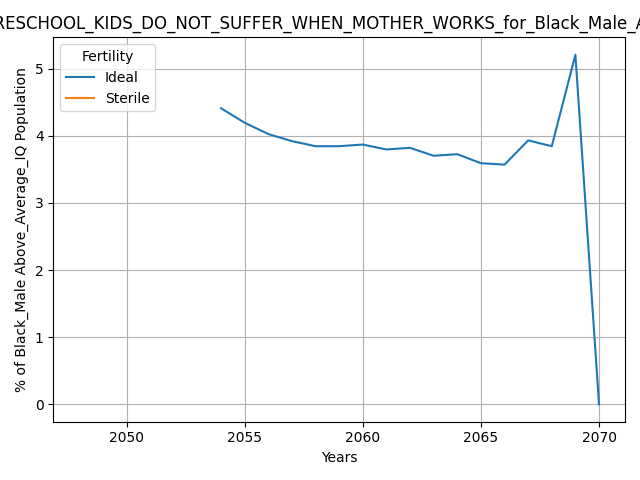 RESCHOOL_KIDS_DO_NOT_SUFFER_WHEN_MOTHER_WORKS_for_Black_Male_A
Fertility
Ideal
Sterile
% of Black_Male Above_Average_IQ Population
5
4
3
2
1
0
2050 2055 2060 2065 2070
Years